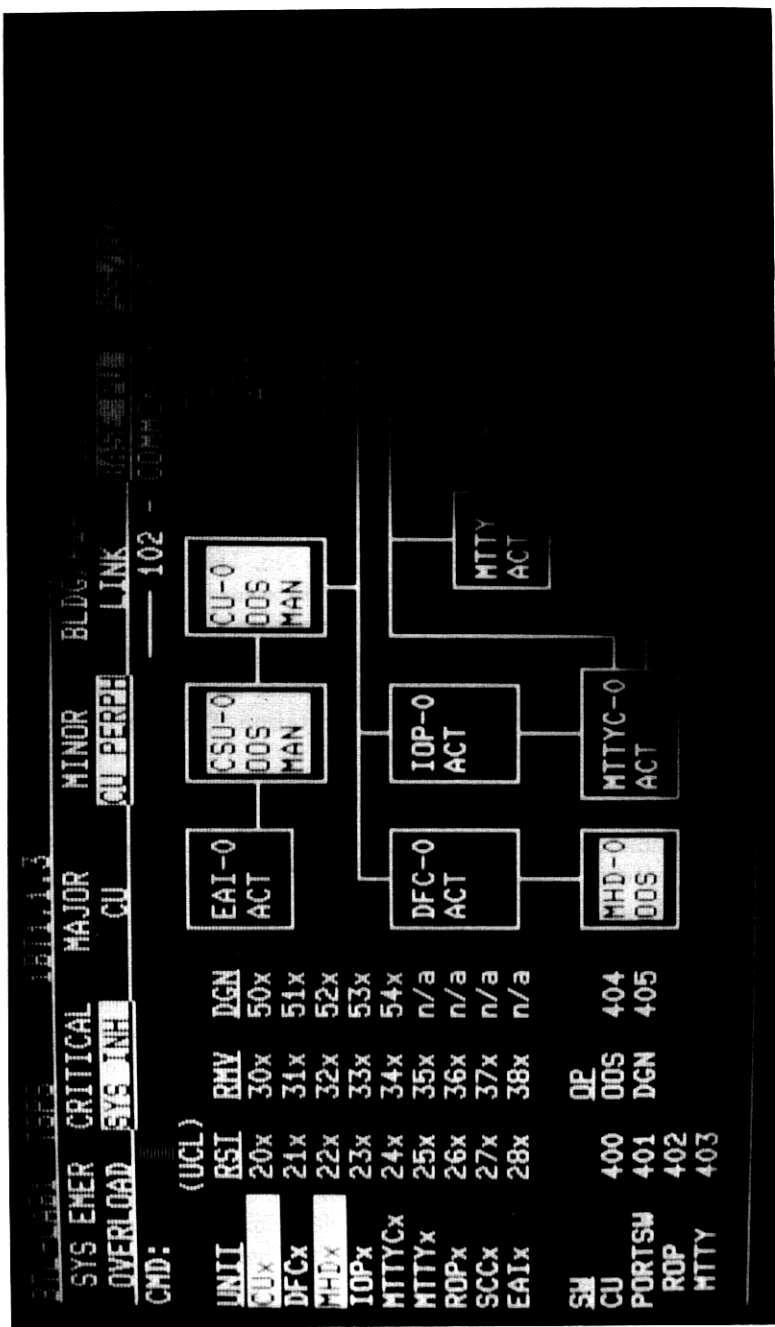 SYS EMER CRITICAL MAJOR MINOR
OVERLOAD SYS INH CU CU PERPH LINK
CMD: 102 -
(UCL)
UNIT RST RMV DGN
CUx 20x 30x 50x
DFCx 21x 31x 51x
MHDx 22x 32x 52x
IOPx 23x 33x 53x
MTTYCx 24x 34x 54x
MTTYx 25x 35x n/a
ROPx 26x 36x n/a
SCCx 27x 37x n/a
EAIx 28x 38x n/a
SW OP
CU 400 OOS 404
PORTSW 401 DGN 405
ROP 402
MTTY 403
EAI-0
ACT
CSU-0
OOS
MAN
CU-0
OOS
MAN
DFC-0
ACT
IOP-0
ACT
MTTY
ACT
MHD-0
OOS
MTTYC-0
ACT